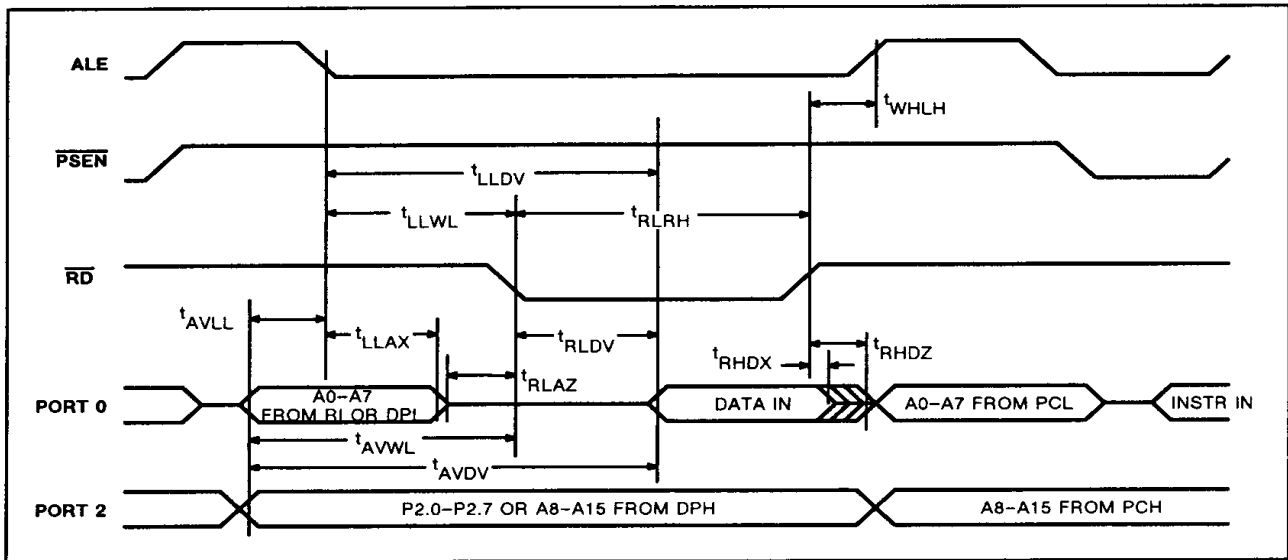 ALE
tWHLH
PSEN
tLLDV
tLLWL
tRLRH
RD
tAVLL
tLLAX
tRLDV
tRHDX
tRHDZ
tRLAZ
PORT 0
A0–A7
FROM RI OR DPL
DATA IN
A0–A7 FROM PCL
INSTR IN
tAVWL
tAVDV
PORT 2
P2.0–P2.7 OR A8–A15 FROM DPH
A8–A15 FROM PCH